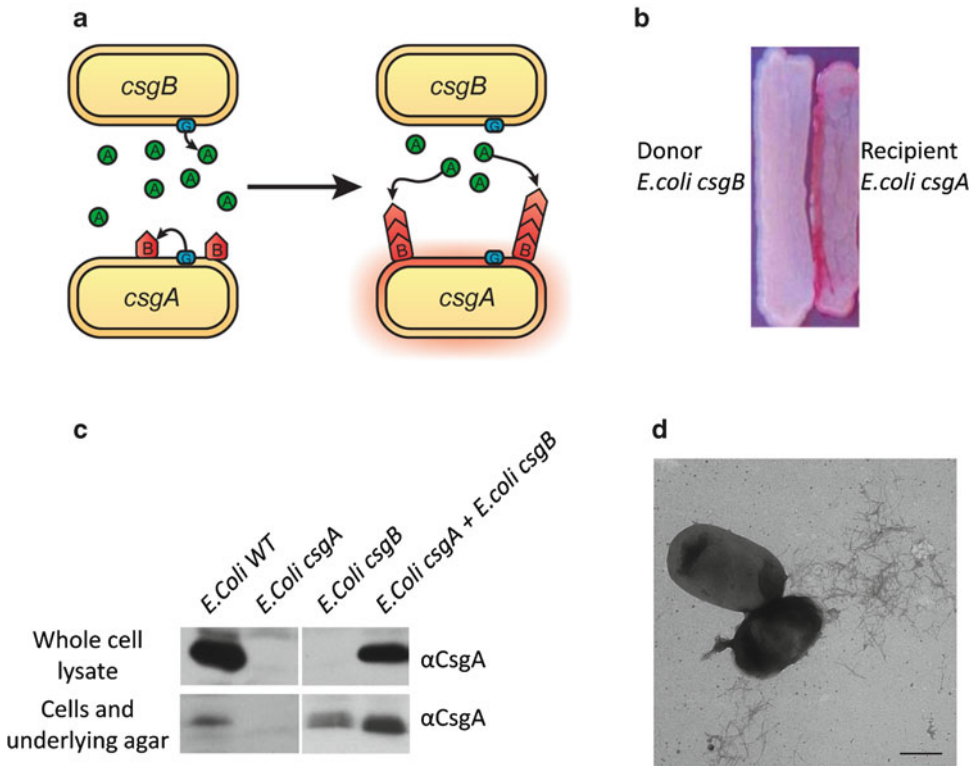 a
csgB
G
A
A
A
A
A
A
A
B
G
B
csgA
csgB
G
A
A
A
A
B
B
G
csgA
b
Donor
E.coli csgB
Recipient
E.coli csgA
c
E.Coli WT
E.Coli csgA
E.Coli csgB
E.Coli csgA + E.coli csgB
Whole cell
lysate
αCsgA
Cells and
underlying agar
αCsgA
d